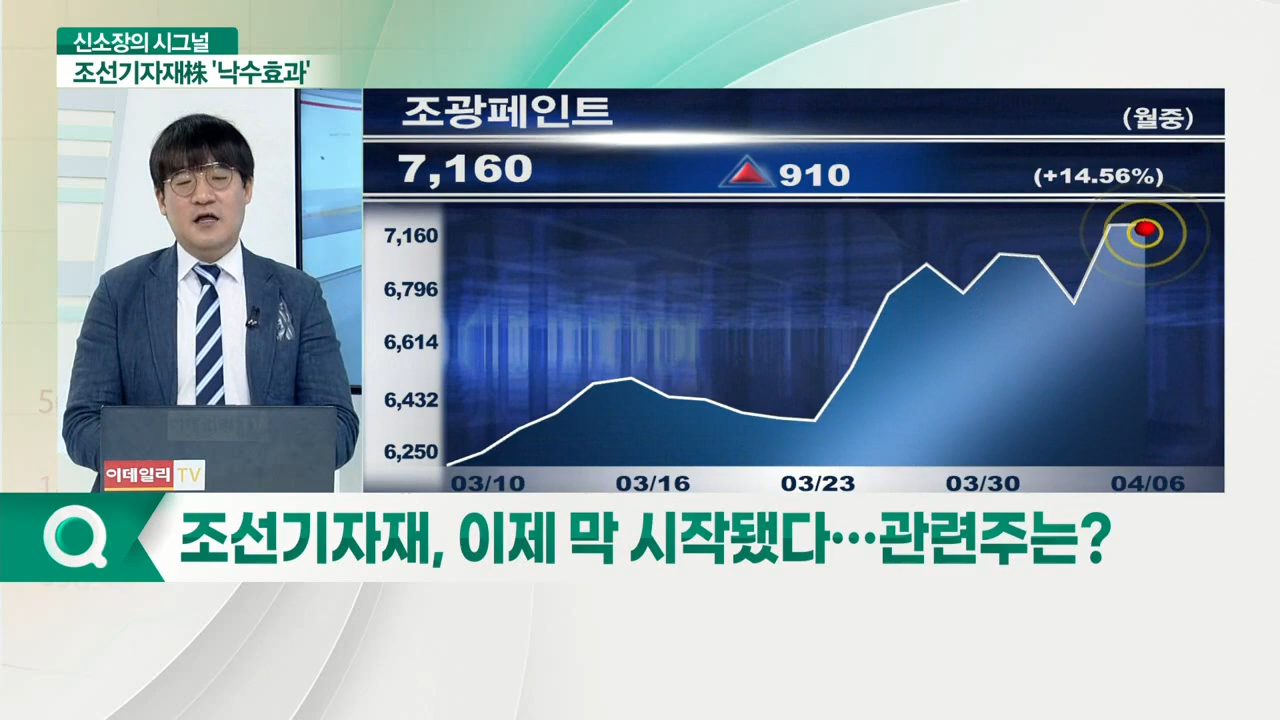 신소장의 시그널
조선기자재株 '낙수효과'
조광페인트 (월중)
7,160 910 (+14.56%)
7,160
6,796
6,614
6,432
6,250
03/10 03/16 03/23 03/30 04/06
이데일리 TV
조선기자재, 이제 막 시작됐다…관련주는?
5
1